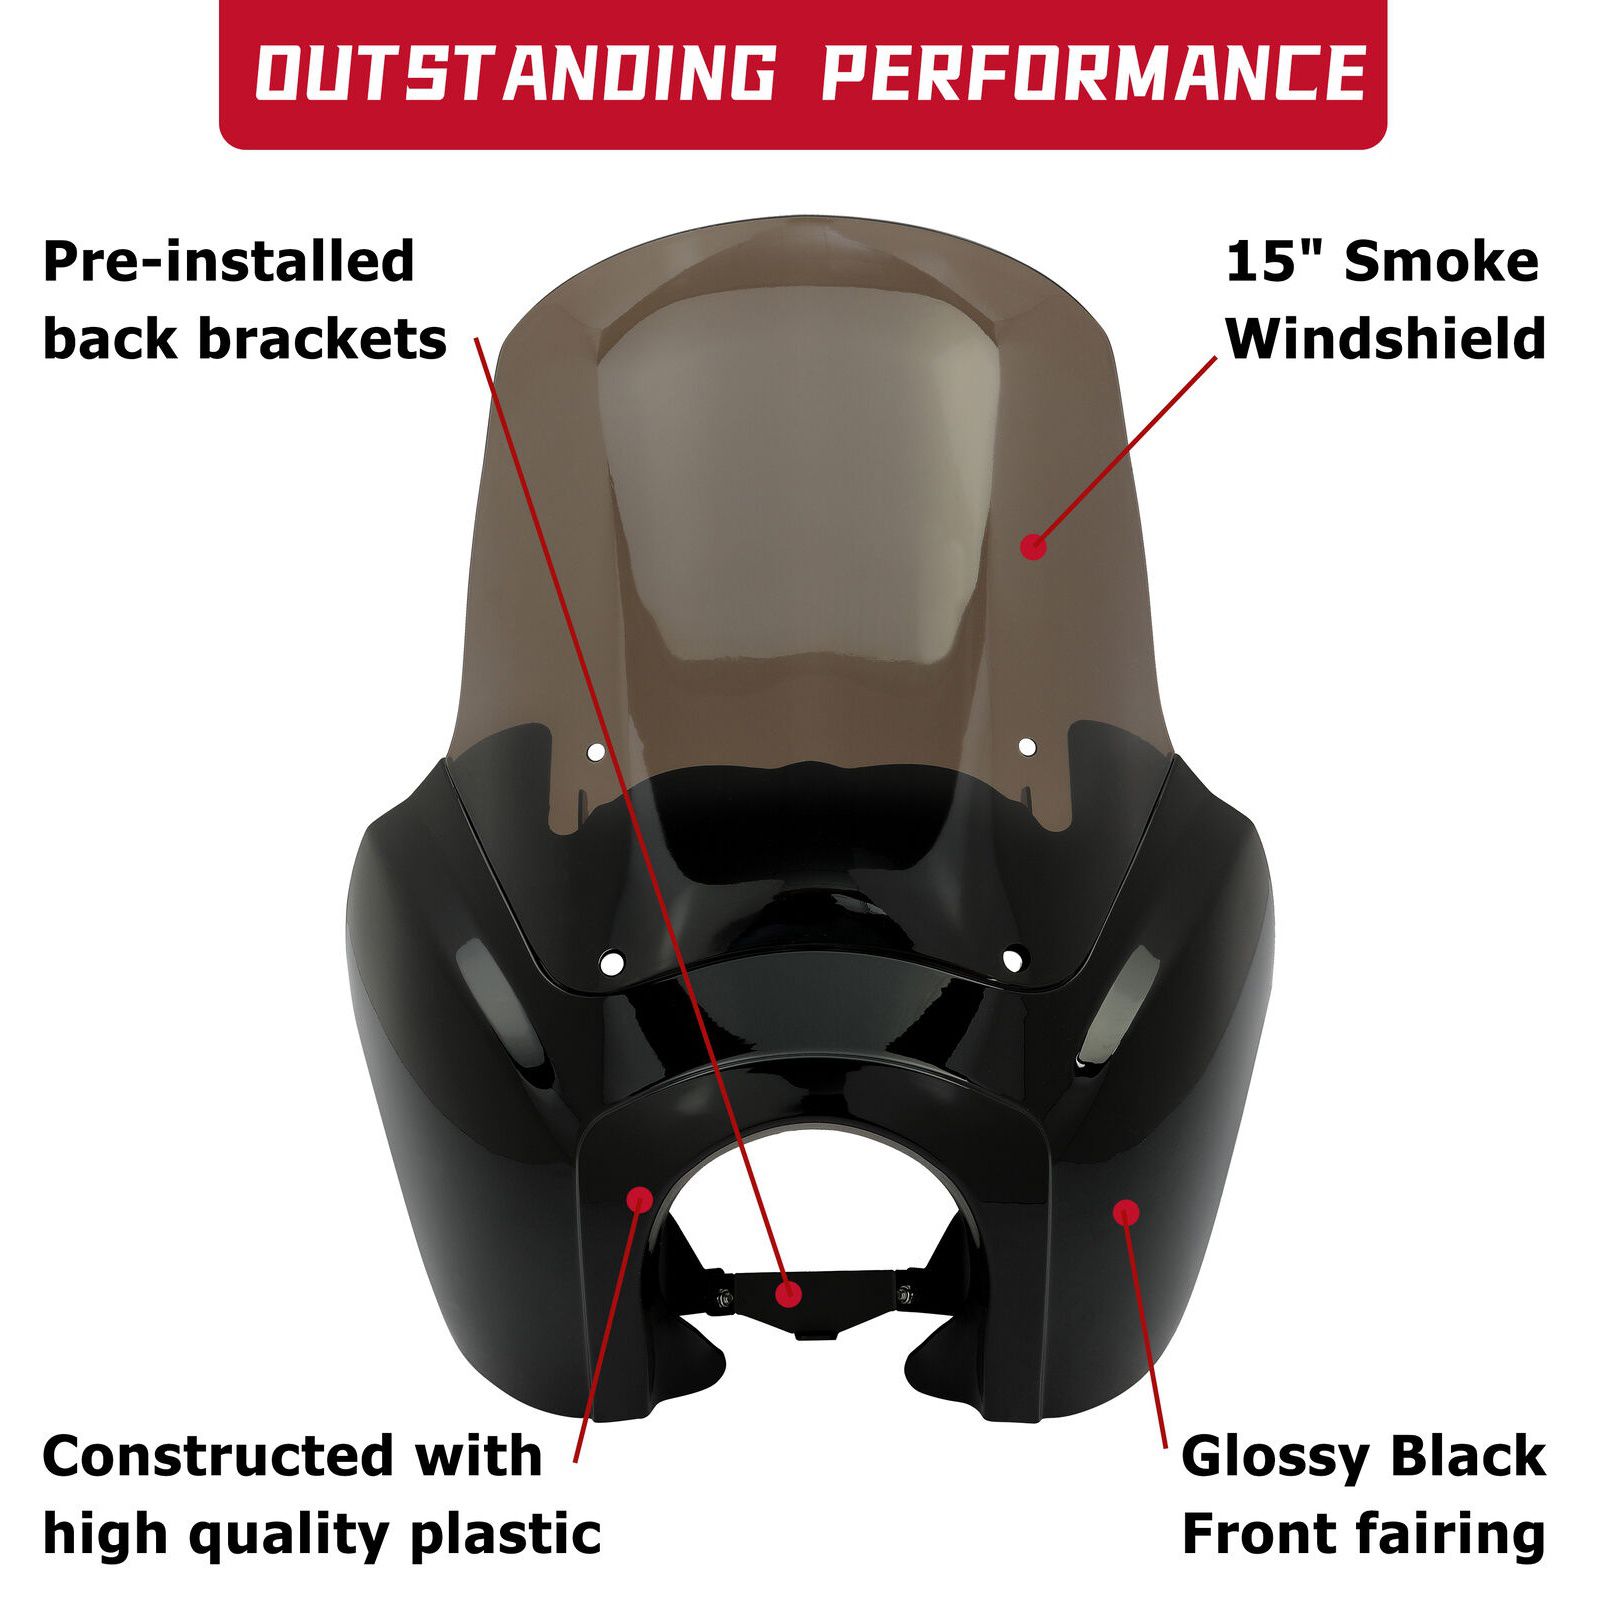 OUTSTANDING PERFORMANCE
Pre-installed
back brackets
15" Smoke
Windshield
Constructed with
high quality plastic
Glossy Black
Front fairing